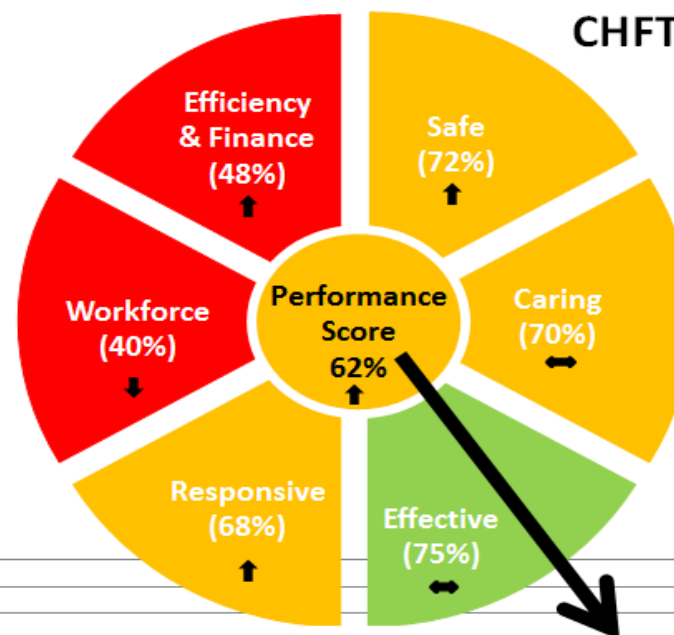 CHFT
Efficiency
& Finance
(48%)
Safe
(72%)
Workforce
(40%)
Performance
Score
62%
Caring
(70%)
Responsive
(68%)
Effective
(75%)